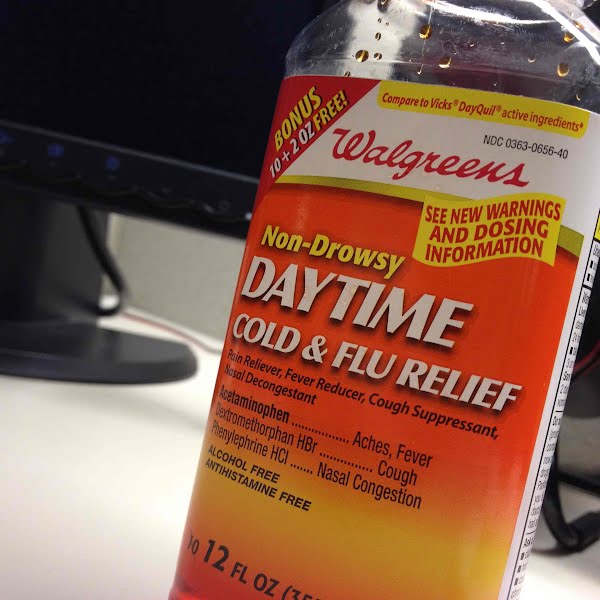 BONUS
10 + 2 OZ FREE!
Compare to Vicks® DayQuil® active ingredients*
NDC 0363-0656-40
Walgreens
SEE NEW WARNINGS
AND DOSING
INFORMATION
Non-Drowsy
DAYTIME
COLD & FLU RELIEF
Pain Reliever, Fever Reducer, Cough Suppressant,
Nasal Decongestant
Acetaminophen ................. Aches, Fever
Dextromethorphan HBr ............... Cough
Phenylephrine HCl ....... Nasal Congestion
ALCOHOL FREE
ANTIHISTAMINE FREE
12 FL OZ